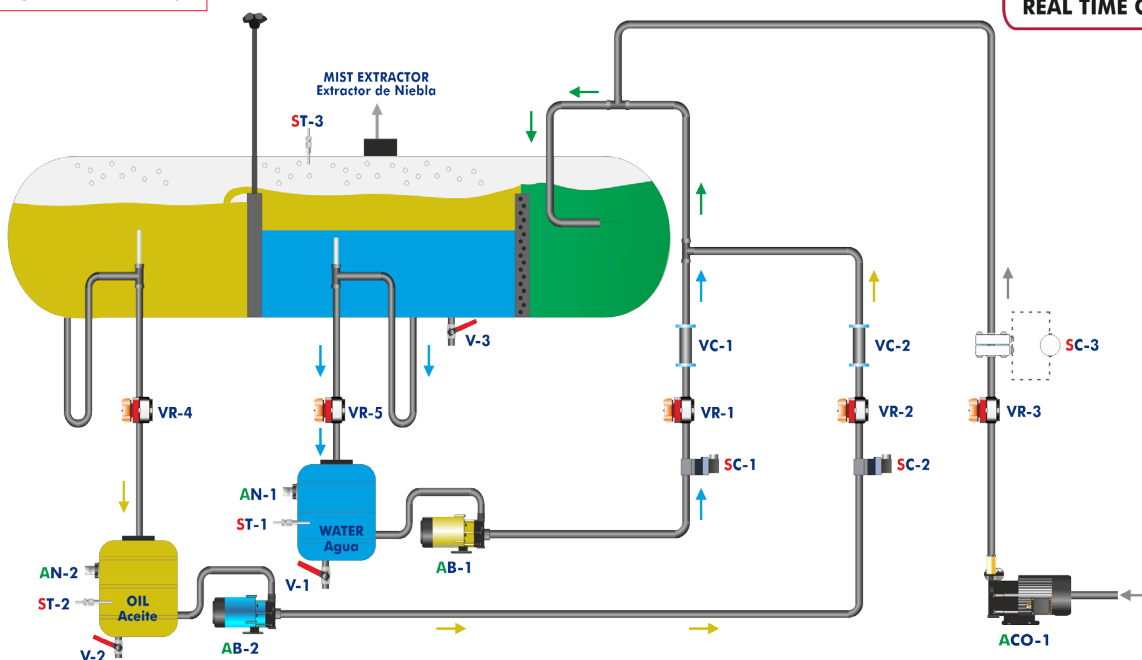 REAL TIME
MIST EXTRACTOR
Extractor de Niebla
ST-3
V-3
VC-1
VC-2
SC-3
VR-4
VR-5
VR-1
VR-2
VR-3
SC-1
SC-2
AN-1
ST-1
WATER
Agua
AB-1
V-1
AN-2
ST-2
OIL
Aceite
AB-2
V-2
ACO-1